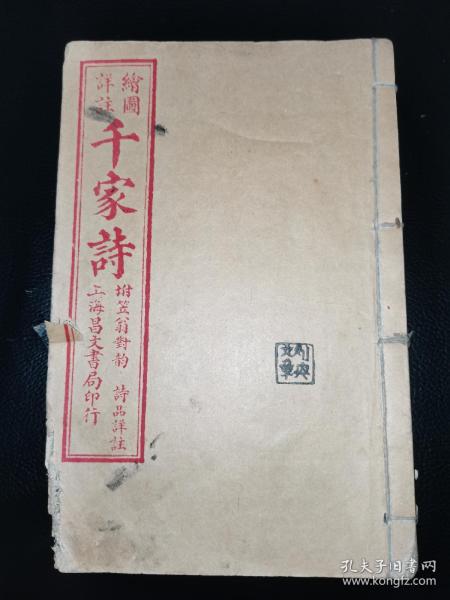 繪圖
詳註
千家詩
附笠翁對韵 詩品詳註
上海昌文書局印行
孔夫子旧书网
www.kongfz.com